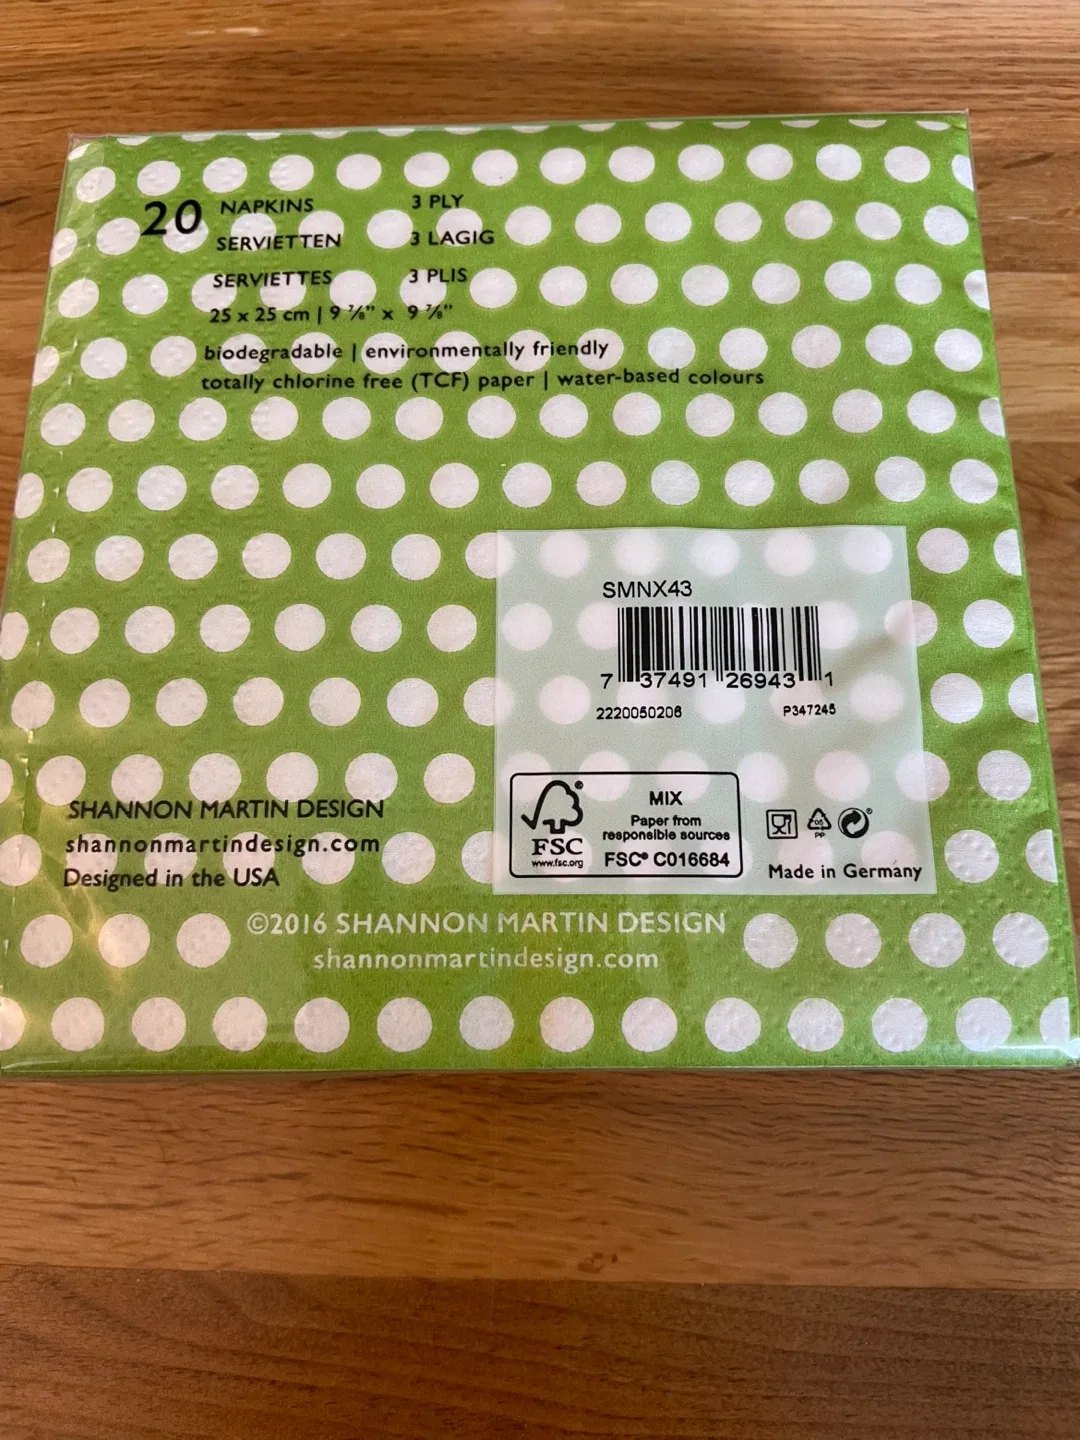 20 NAPKINS 3 PLY
SERVIETTEN 3 LAGIG
SERVIETTES 3 PLIS
25 x 25 cm | 9 ⅞" x 9 ⅞"
biodegradable | environmentally friendly
totally chlorine free (TCF) paper | water-based colours
SMNX43
7 37491 26943 1
2220050206 P347245
FSC
www.fsc.org
MIX
Paper from
responsible sources
FSC® C016684
05
PP
Made in Germany
SHANNON MARTIN DESIGN
shannonmartindesign.com
Designed in the USA
©2016 SHANNON MARTIN DESIGN
shannonmartindesign.com